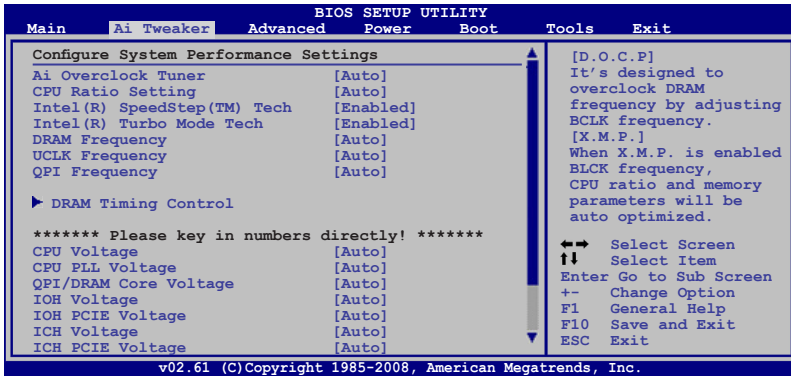 BIOS SETUP UTILITY
Main Ai Tweaker Advanced Power Boot Tools Exit
Configure System Performance Settings
Ai Overclock Tuner [Auto]
CPU Ratio Setting [Auto]
Intel(R) SpeedStep(TM) Tech [Enabled]
Intel(R) Turbo Mode Tech [Enabled]
DRAM Frequency [Auto]
UCLK Frequency [Auto]
QPI Frequency [Auto]
DRAM Timing Control
******* Please key in numbers directly! *******
CPU Voltage [Auto]
CPU PLL Voltage [Auto]
QPI/DRAM Core Voltage [Auto]
IOH Voltage [Auto]
IOH PCIE Voltage [Auto]
ICH Voltage [Auto]
ICH PCIE Voltage [Auto]
[D.O.C.P]
It's designed to
overclock DRAM
frequency by adjusting
BCLK frequency.
[X.M.P.]
When X.M.P. is enabled
BLCK frequency,
CPU ratio and memory
parameters will be
auto optimized.
Select Screen
Select Item
Enter Go to Sub Screen
+- Change Option
F1 General Help
F10 Save and Exit
ESC Exit
v02.61 (C)Copyright 1985-2008, American Megatrends, Inc.